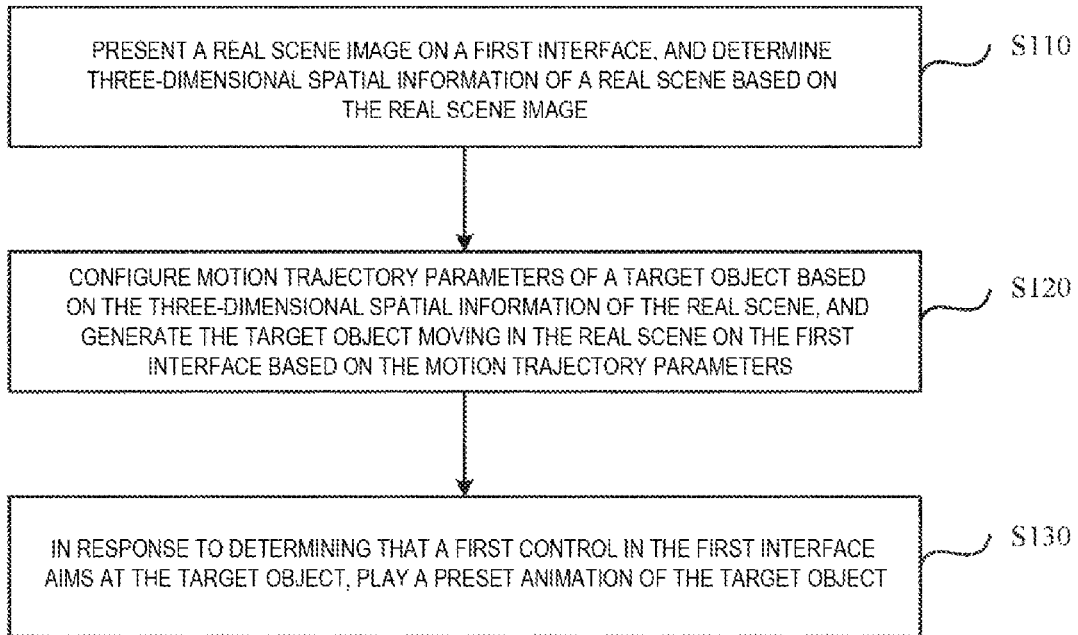 PRESENT A REAL SCENE IMAGE ON A FIRST INTERFACE, AND DETERMINE
THREE-DIMENSIONAL SPATIAL INFORMATION OF A REAL SCENE BASED ON
THE REAL SCENE IMAGE
S110
CONFIGURE MOTION TRAJECTORY PARAMETERS OF A TARGET OBJECT BASED
ON THE THREE-DIMENSIONAL SPATIAL INFORMATION OF THE REAL SCENE, AND
GENERATE THE TARGET OBJECT MOVING IN THE REAL SCENE ON THE FIRST
INTERFACE BASED ON THE MOTION TRAJECTORY PARAMETERS
S120
IN RESPONSE TO DETERMINING THAT A FIRST CONTROL IN THE FIRST INTERFACE
AIMS AT THE TARGET OBJECT, PLAY A PRESET ANIMATION OF THE TARGET OBJECT
S130